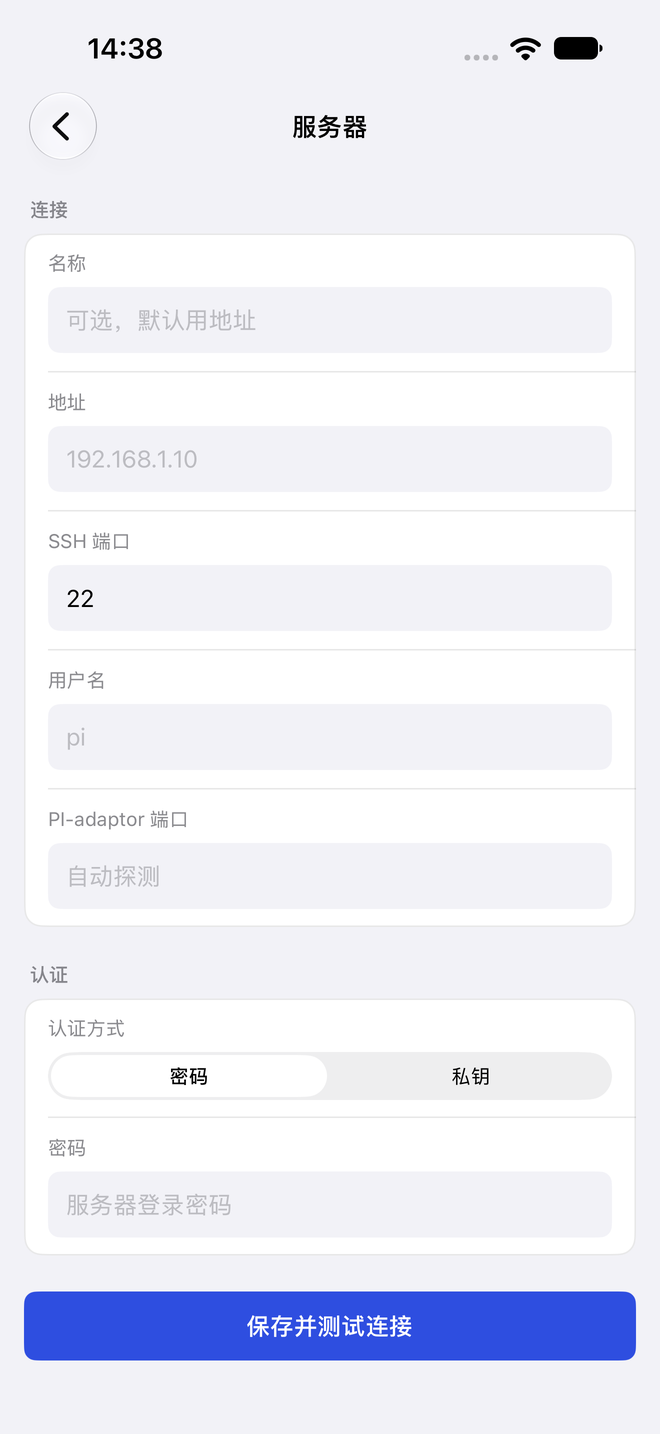 14:38
服务器
连接
名称
可选，默认用地址
地址
192.168.1.10
SSH 端口
22
用户名
pi
PI-adaptor 端口
自动探测
认证
认证方式
密码
私钥
密码
服务器登录密码
保存并测试连接